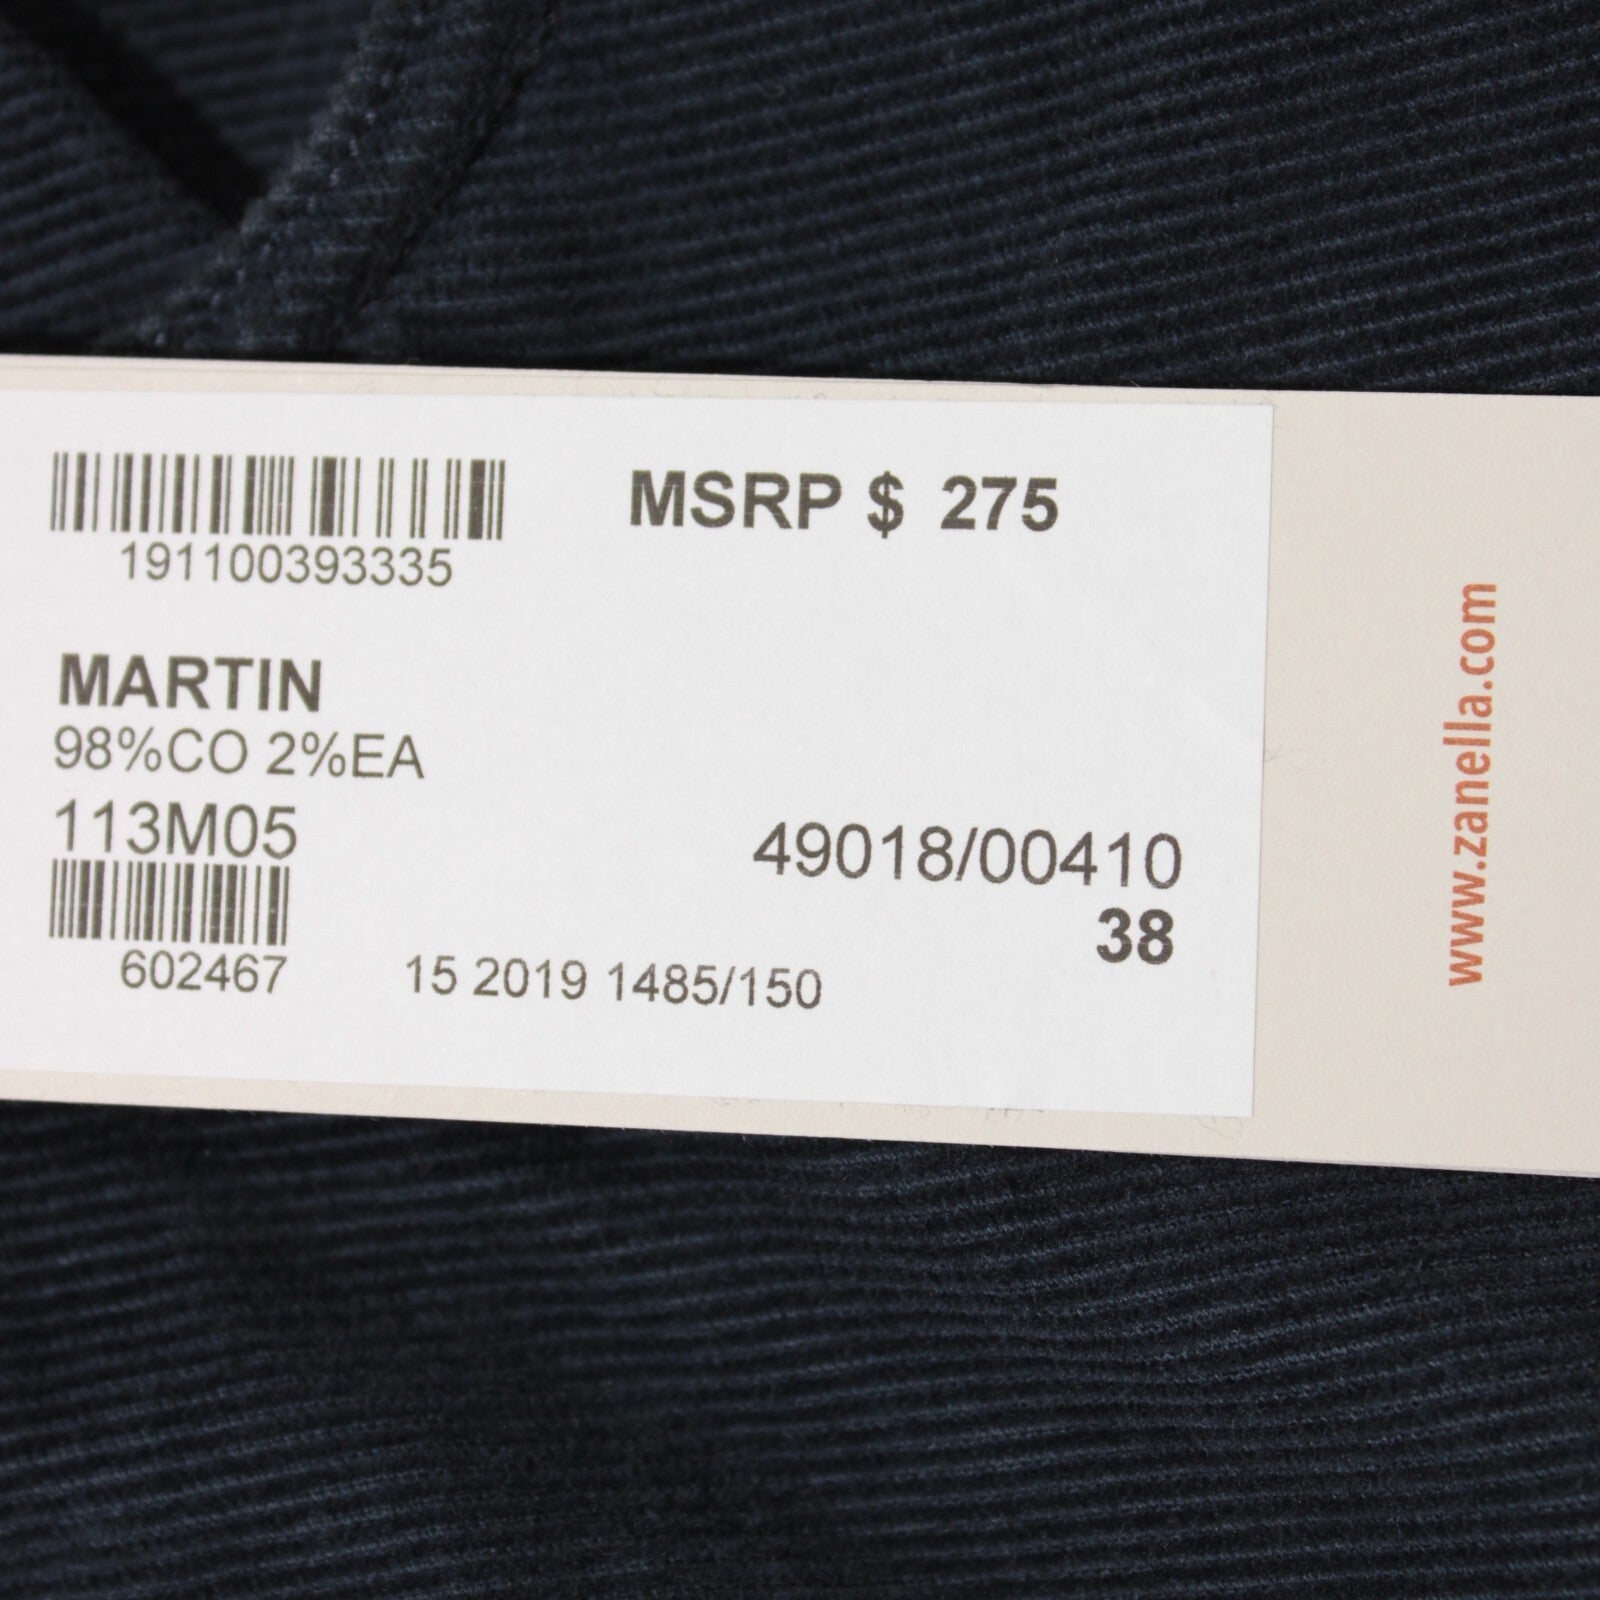 MSRP $ 275
191100393335
MARTIN
98%CO 2%EA
113M05
49018/00410
38
602467
15 2019 1485/150
www.zanella.com